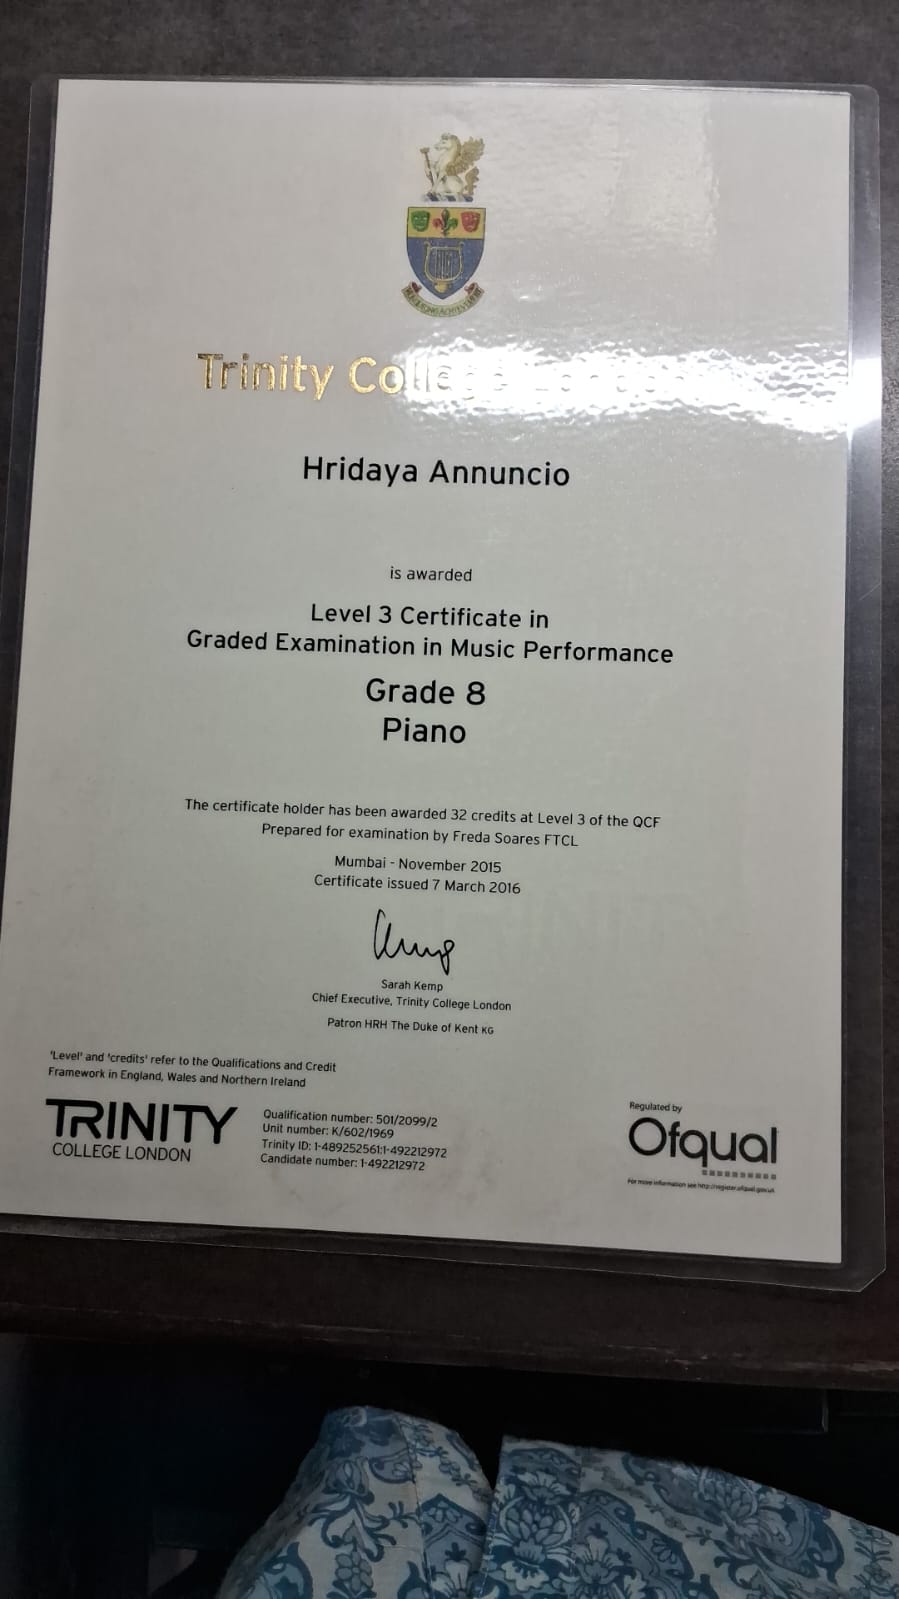 Trinity College London
Hridaya Annuncio
is awarded
Level 3 Certificate in
Graded Examination in Music Performance
Grade 8
Piano
The certificate holder has been awarded 32 credits at Level 3 of the QCF
Prepared for examination by Freda Soares FTCL
Mumbai - November 2015
Certificate issued 7 March 2016
Sarah Kemp
Chief Executive, Trinity College London
Patron HRH The Duke of Kent KG
'Level' and 'credits' refer to the Qualifications and Credit
Framework in England, Wales and Northern Ireland
TRINITY
COLLEGE LONDON
Qualification number: 501/2099/2
Unit number: K/602/1969
Trinity ID: 1-489252561:1-492212972
Candidate number: 1-492212972
Regulated by
Ofqual
For more information see http://register.ofqual.gov.uk